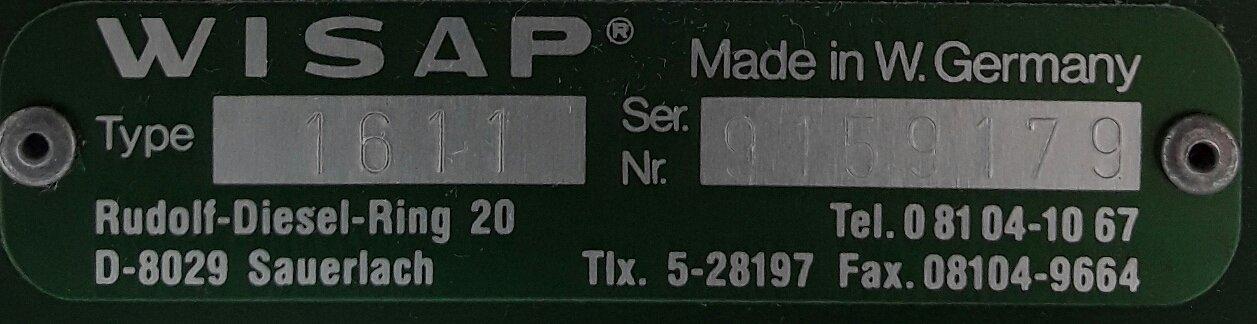 WISAP® Made in W. Germany
Type 1611 Ser. Nr. 9159179
Rudolf-Diesel-Ring 20 Tel. 0 81 04-10 67
D-8029 Sauerlach Tlx. 5-28197 Fax. 08104-9664